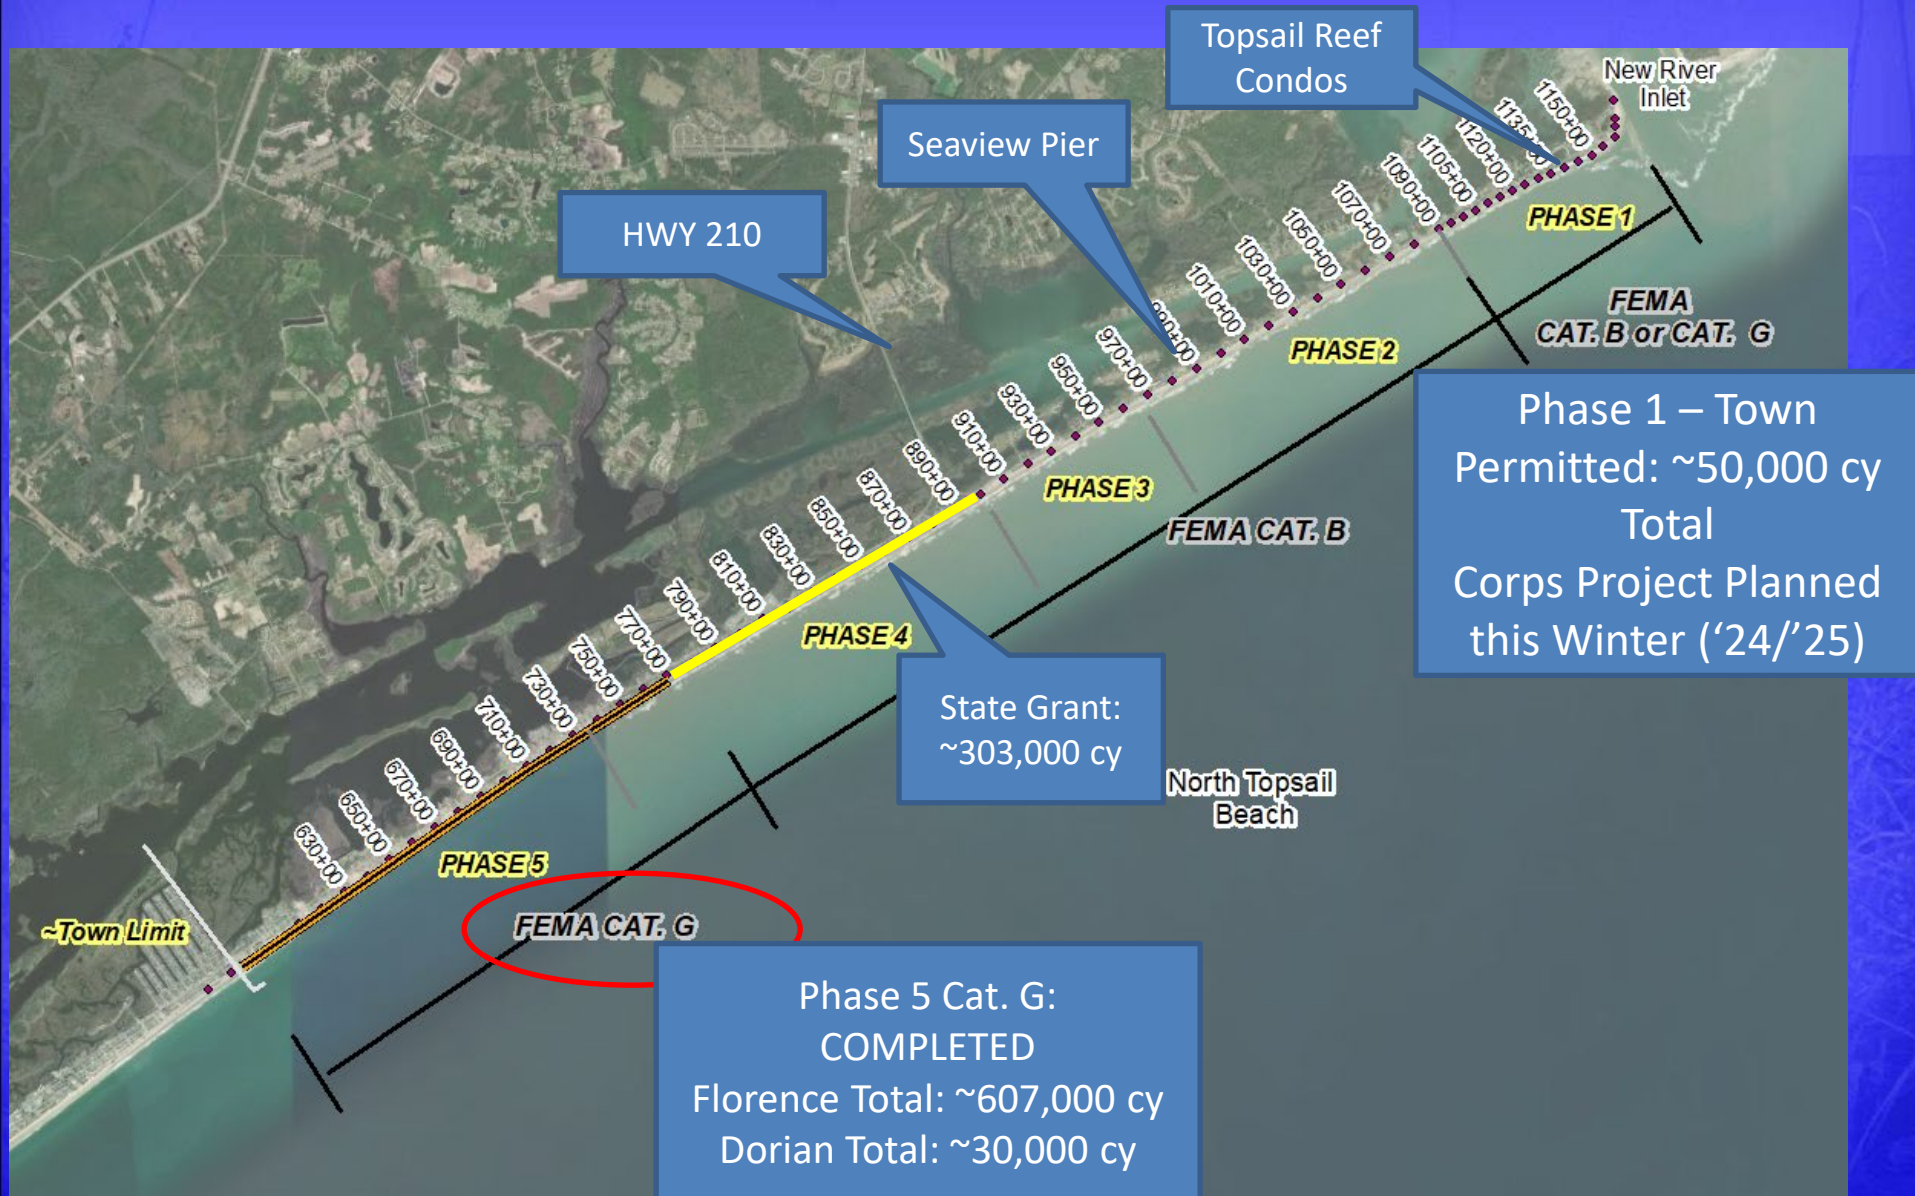 Topsail Reef
Condos
New River
Inlet
Seaview Pier
HWY 210
1150+00
1135+00
1120+00
1105+00
1090+00
1070+00
1050+00
1030+00
1010+00
970+00
950+00
930+00
910+00
890+00
870+00
850+00
830+00
810+00
790+00
770+00
750+00
730+00
710+00
690+00
670+00
650+00
630+00
PHASE 1
FEMA
CAT. B or CAT. G
PHASE 2
Phase 1 – Town
Permitted: ~50,000 cy
Total
Corps Project Planned
this Winter (‘24/’25)
PHASE 3
FEMA CAT. B
PHASE 4
State Grant:
~303,000 cy
North Topsail
Beach
PHASE 5
~Town Limit
FEMA CAT. G
Phase 5 Cat. G:
COMPLETED
Florence Total: ~607,000 cy
Dorian Total: ~30,000 cy